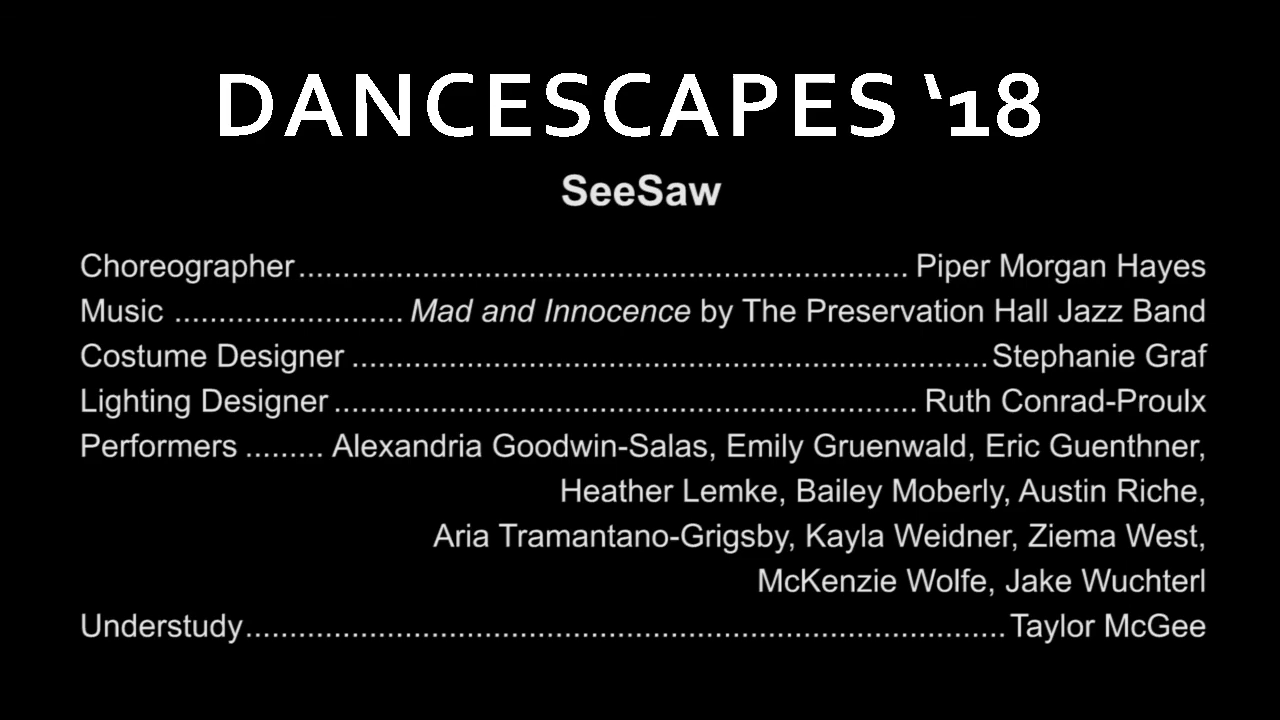 DANCESCAPES ‘18
SeeSaw
Choreographer ..................................................................... Piper Morgan Hayes
Music .......................... Mad and Innocence by The Preservation Hall Jazz Band
Costume Designer ........................................................................ Stephanie Graf
Lighting Designer .................................................................. Ruth Conrad-Proulx
Performers ......... Alexandria Goodwin-Salas, Emily Gruenwald, Eric Guenthner,
Heather Lemke, Bailey Moberly, Austin Riche,
Aria Tramantano-Grigsby, Kayla Weidner, Ziema West,
McKenzie Wolfe, Jake Wuchterl
Understudy ...................................................................................... Taylor McGee